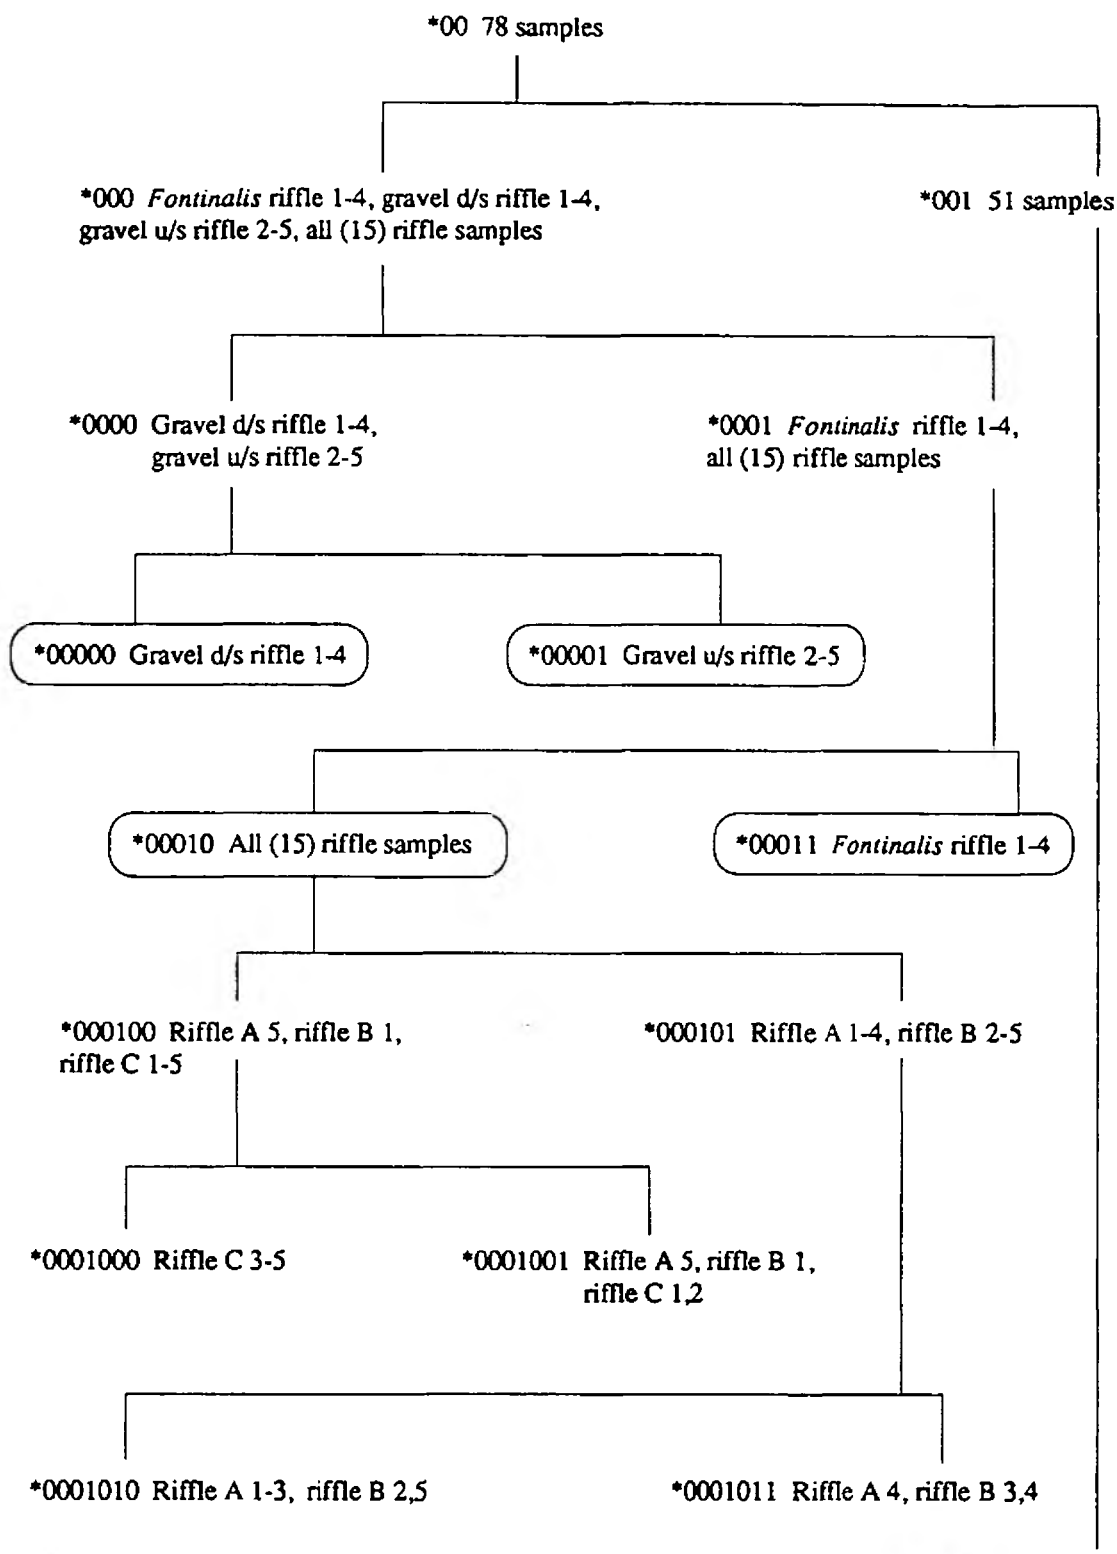 *00 78 samples
*000 Fontinalis riffle 1-4, gravel d/s riffle 1-4,
gravel u/s riffle 2-5, all (15) riffle samples
*001 51 samples
*0000 Gravel d/s riffle 1-4,
gravel u/s riffle 2-5
*0001 Fontinalis riffle 1-4,
all (15) riffle samples
*00000 Gravel d/s riffle 1-4
*00001 Gravel u/s riffle 2-5
*00010 All (15) riffle samples
*00011 Fontinalis riffle 1-4
*000100 Riffle A 5, riffle B 1,
riffle C 1-5
*000101 Riffle A 1-4, riffle B 2-5
*0001000 Riffle C 3-5
*0001001 Riffle A 5, riffle B 1,
riffle C 1,2
*0001010 Riffle A 1-3, riffle B 2,5
*0001011 Riffle A 4, riffle B 3,4